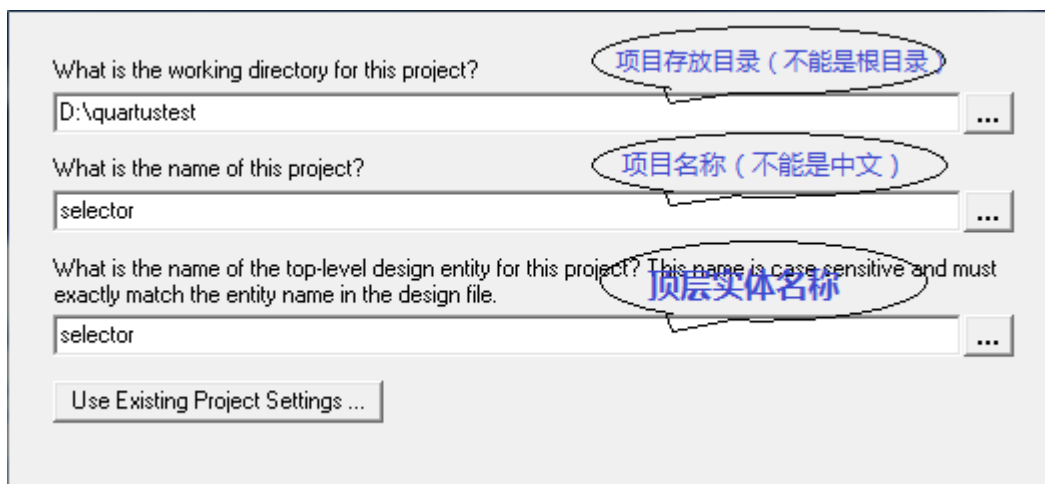 What is the working directory for this project?
项目存放目录（不能是根目录）
D:\quartustest
...
What is the name of this project?
项目名称（不能是中文）
selector
...
What is the name of the top-level design entity for this project? This name is case sensitive and must
exactly match the entity name in the design file.
顶层实体名称
selector
...
Use Existing Project Settings ...